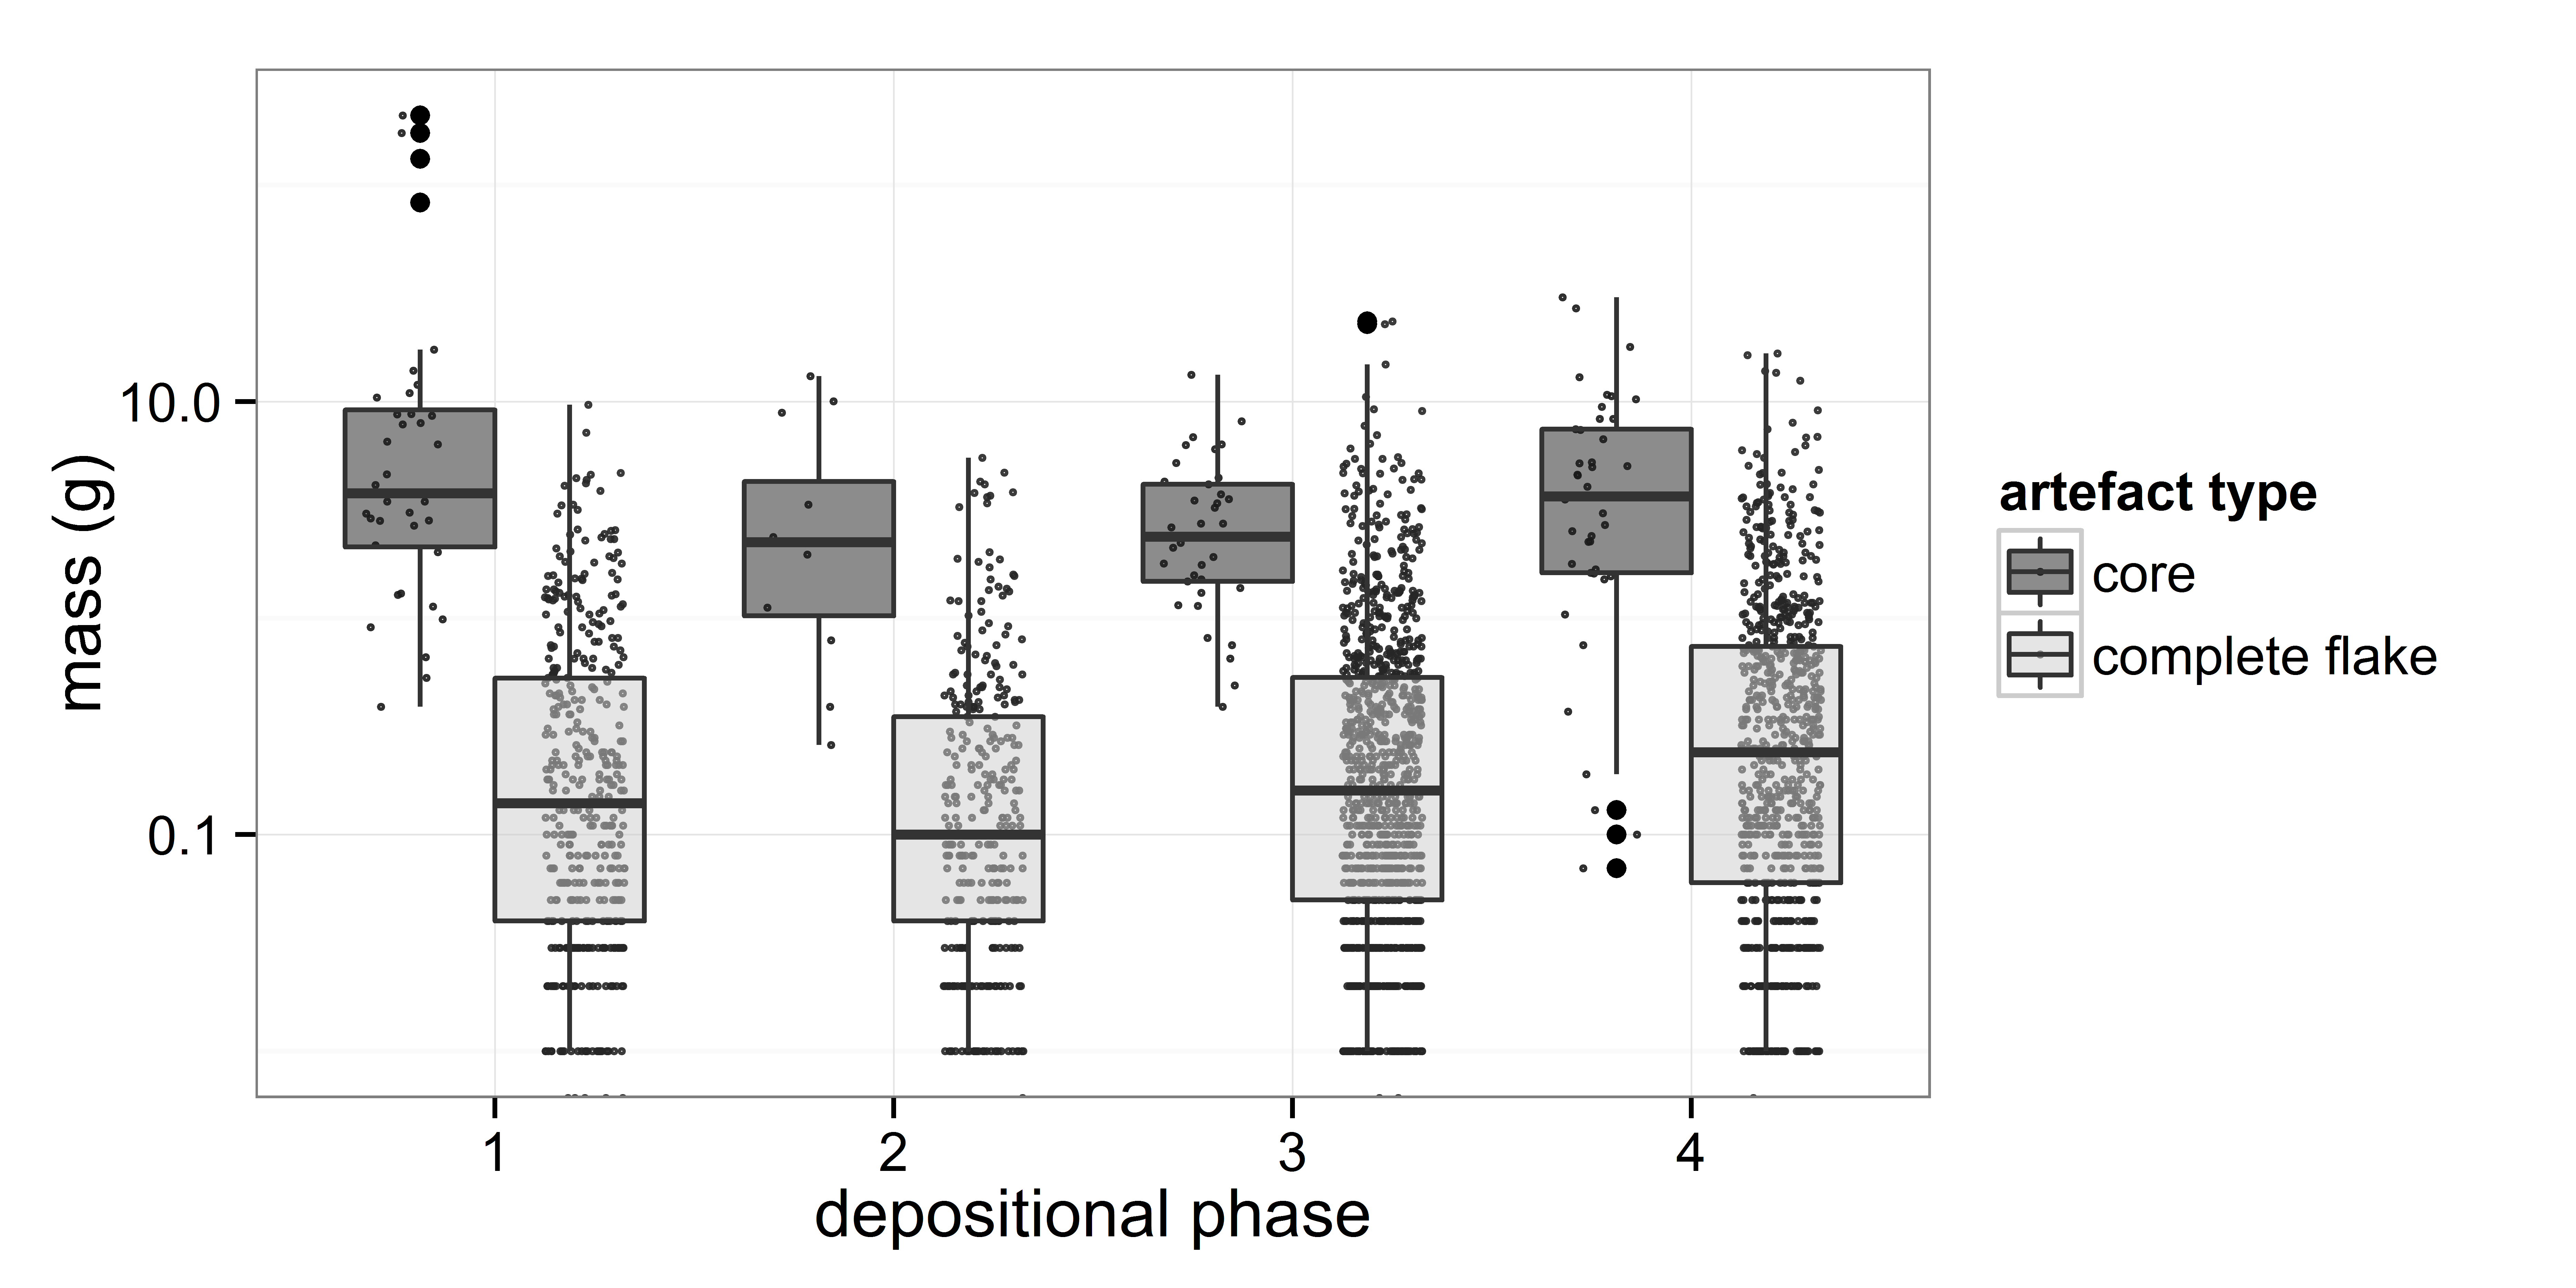 mass (g)
10.0
0.1
1 2 3 4
depositional phase
artefact type
core
complete flake